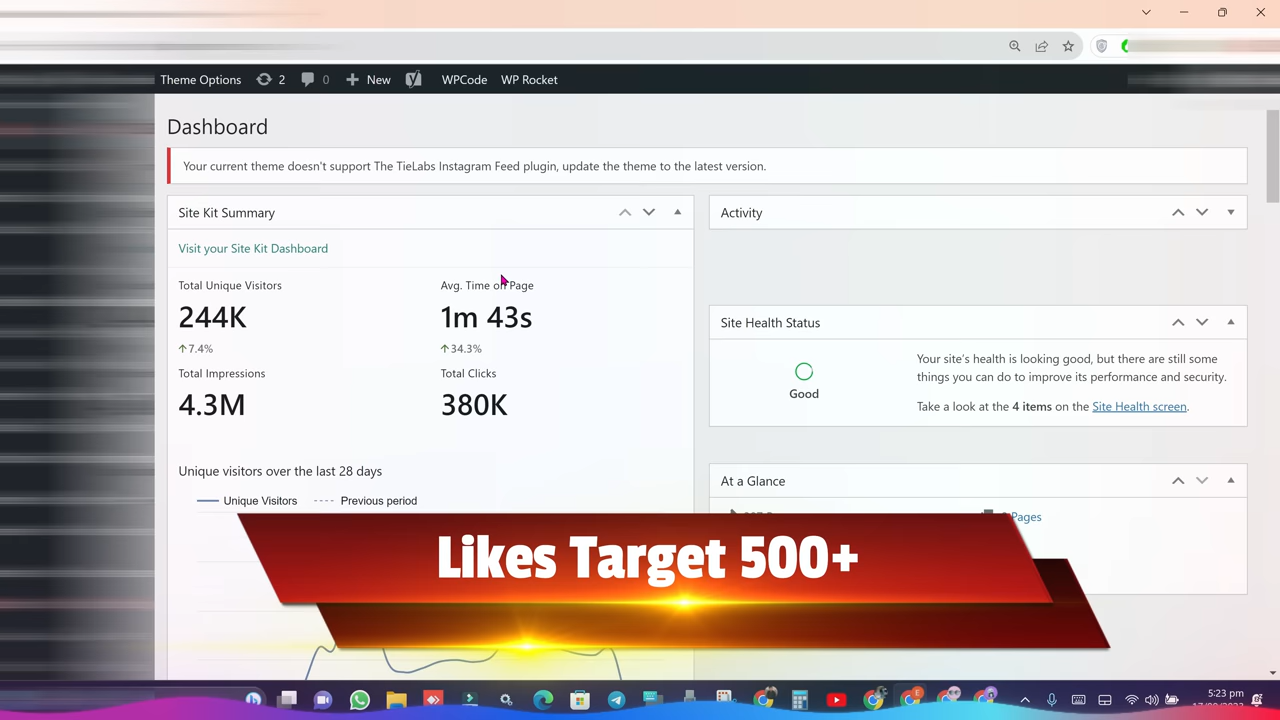 Theme Options 2 0 New WPCode WP Rocket
Dashboard
Your current theme doesn't support The TieLabs Instagram Feed plugin, update the theme to the latest version.
Site Kit Summary
Activity
Visit your Site Kit Dashboard
Total Unique Visitors
Avg. Time on Page
244K
1m 43s
7.4%
34.3%
Total Impressions
Total Clicks
4.3M
380K
Site Health Status
Good
Your site's health is looking good, but there are still some
things you can do to improve its performance and security.
Take a look at the 4 items on the Site Health screen.
Unique visitors over the last 28 days
Unique Visitors Previous period
At a Glance
Pages
Likes Target 500+
5:23 pm